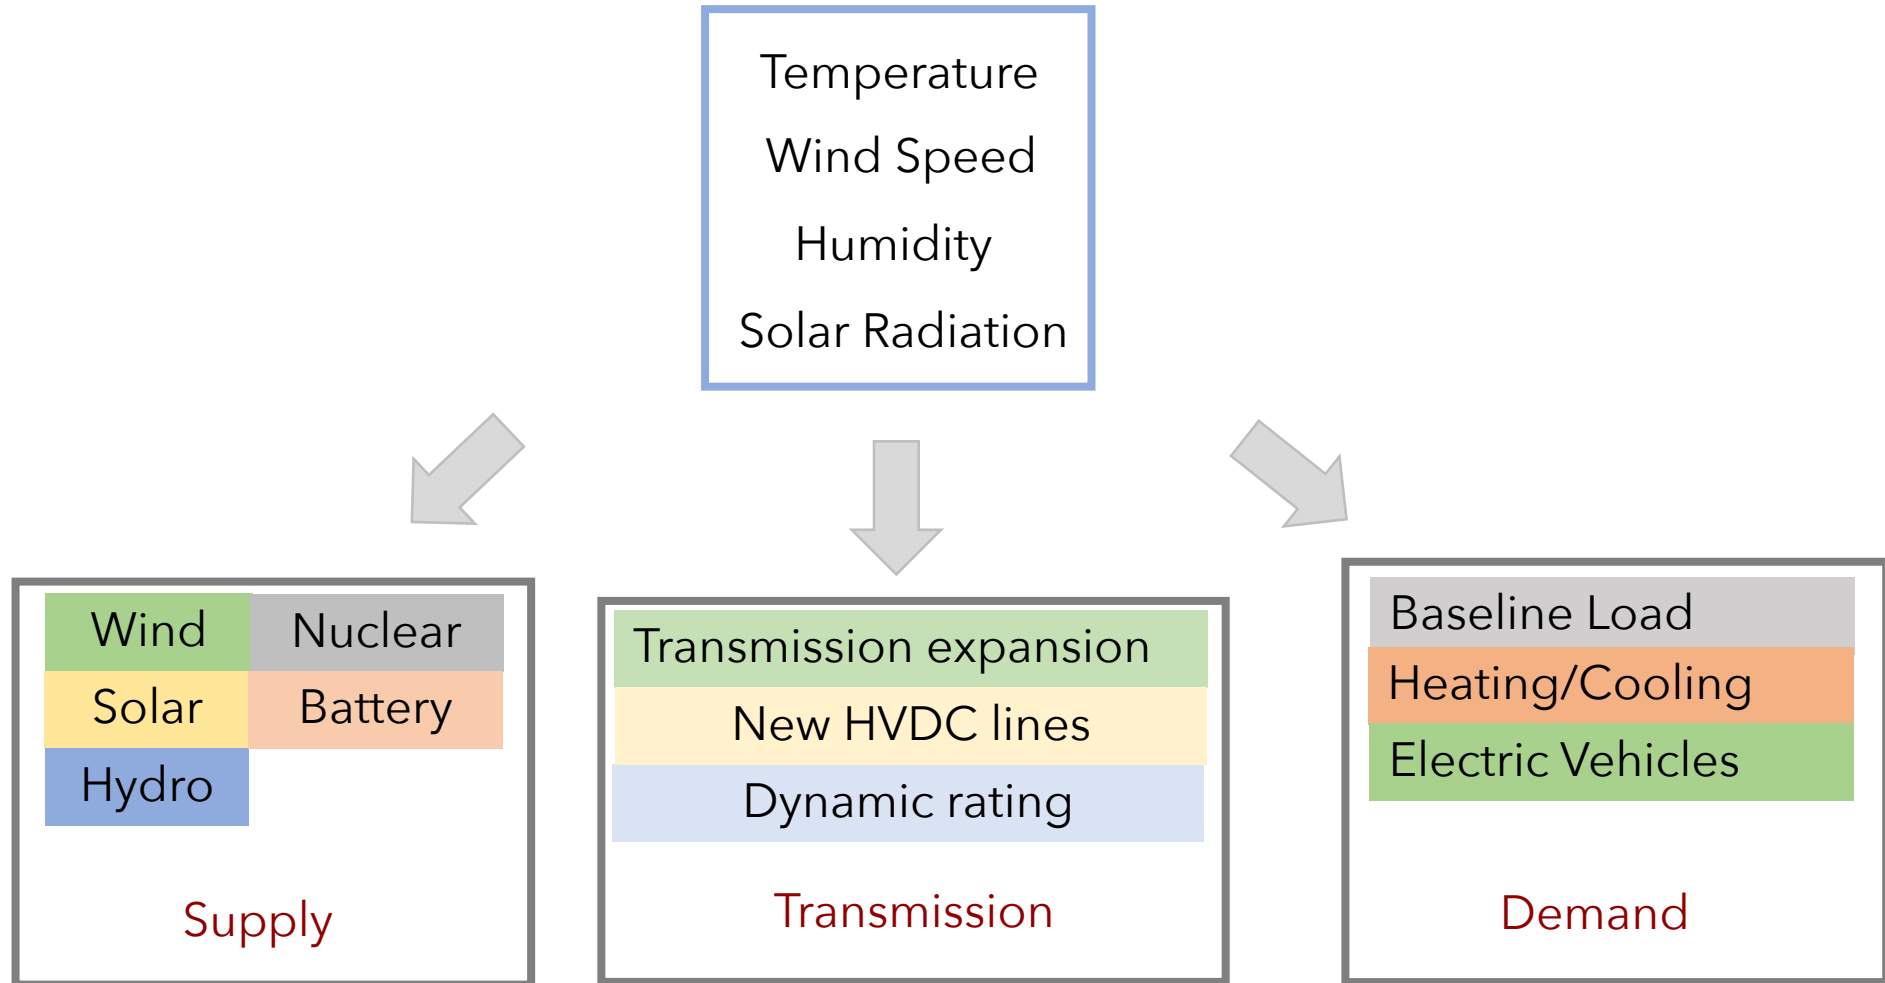 Temperature
Wind Speed
Humidity
Solar Radiation
Wind Nuclear
Solar Battery
Hydro
Supply
Transmission expansion
New HVDC lines
Dynamic rating
Transmission
Baseline Load
Heating/Cooling
Electric Vehicles
Demand